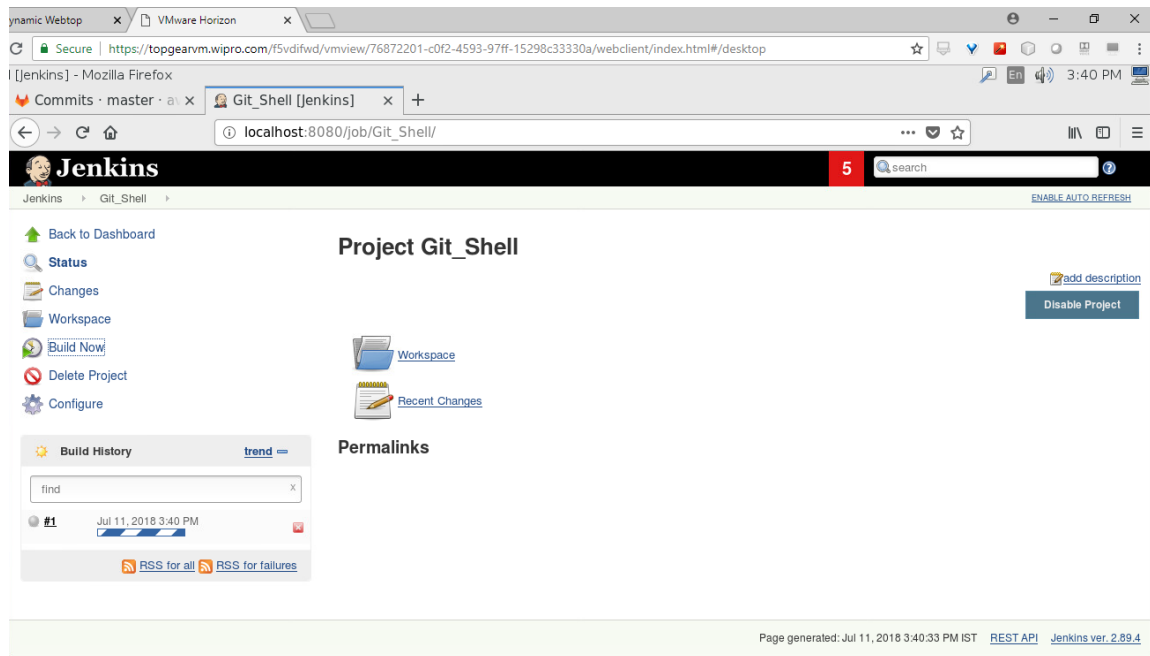 ynamic Webtop VMware Horizon
Secure https://topgearvm.wipro.com/f5vdifwd/vmview/76872201-c0f2-4593-97ff-15298c33330a/webclient/index.html#/desktop
[Jenkins] - Mozilla Firefox En 3:40 PM
Commits · master · a Git_Shell [Jenkins]
localhost:8080/job/Git_Shell/
Jenkins 5 search
Jenkins Git_Shell ENABLE AUTO REFRESH
Back to Dashboard
Status
Changes
Workspace
Build Now
Delete Project
Configure
Project Git_Shell
add description
Disable Project
Workspace
Recent Changes
Permalinks
Build History trend
find x
#1 Jul 11, 2018 3:40 PM
RSS for all RSS for failures
Page generated: Jul 11, 2018 3:40:33 PM IST REST API Jenkins ver. 2.89.4